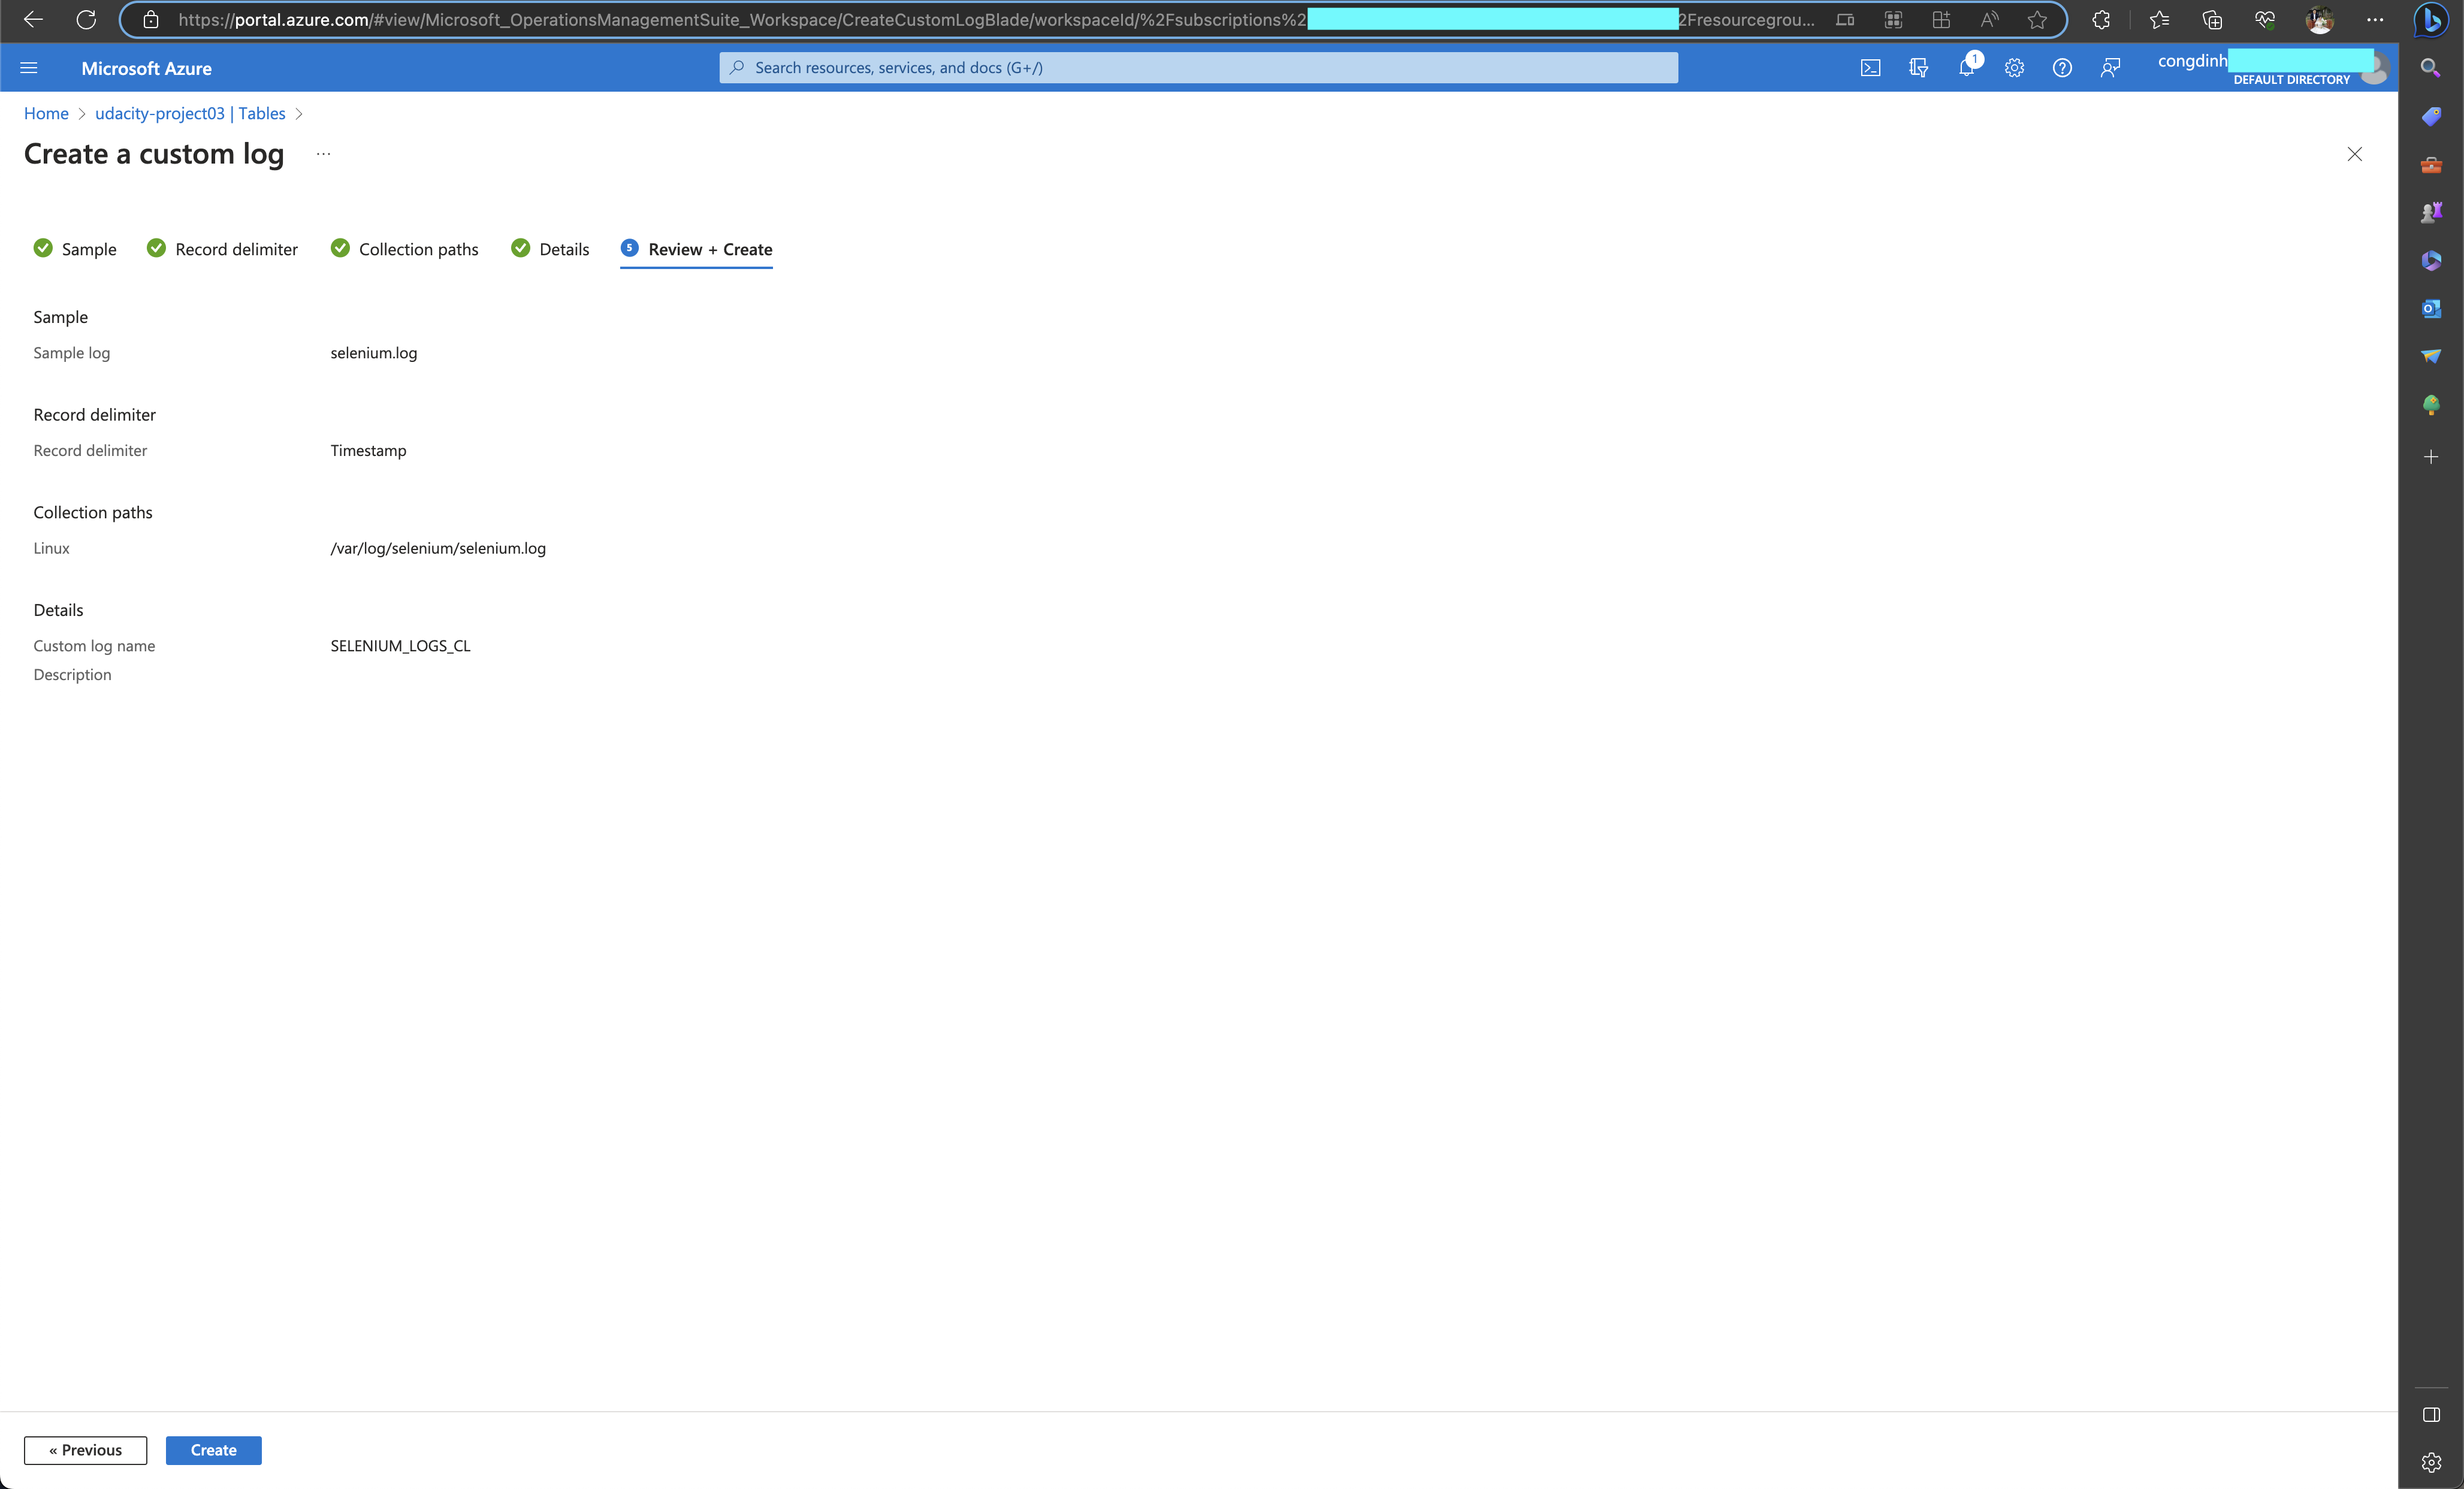 https://portal.azure.com/#view/Microsoft_OperationsManagementSuite_Workspace/CreateCustomLogBlade/workspaceId/%2Fsubscriptions%2 2Fresourcegrou...
Microsoft Azure
Search resources, services, and docs (G+/)
1
congdinh
DEFAULT DIRECTORY
Home > udacity-project03 | Tables >
Create a custom log ...
Sample
Record delimiter
Collection paths
Details
5 Review + Create
Sample
Sample log selenium.log
Record delimiter
Record delimiter Timestamp
Collection paths
Linux /var/log/selenium/selenium.log
Details
Custom log name SELENIUM_LOGS_CL
Description
« Previous
Create